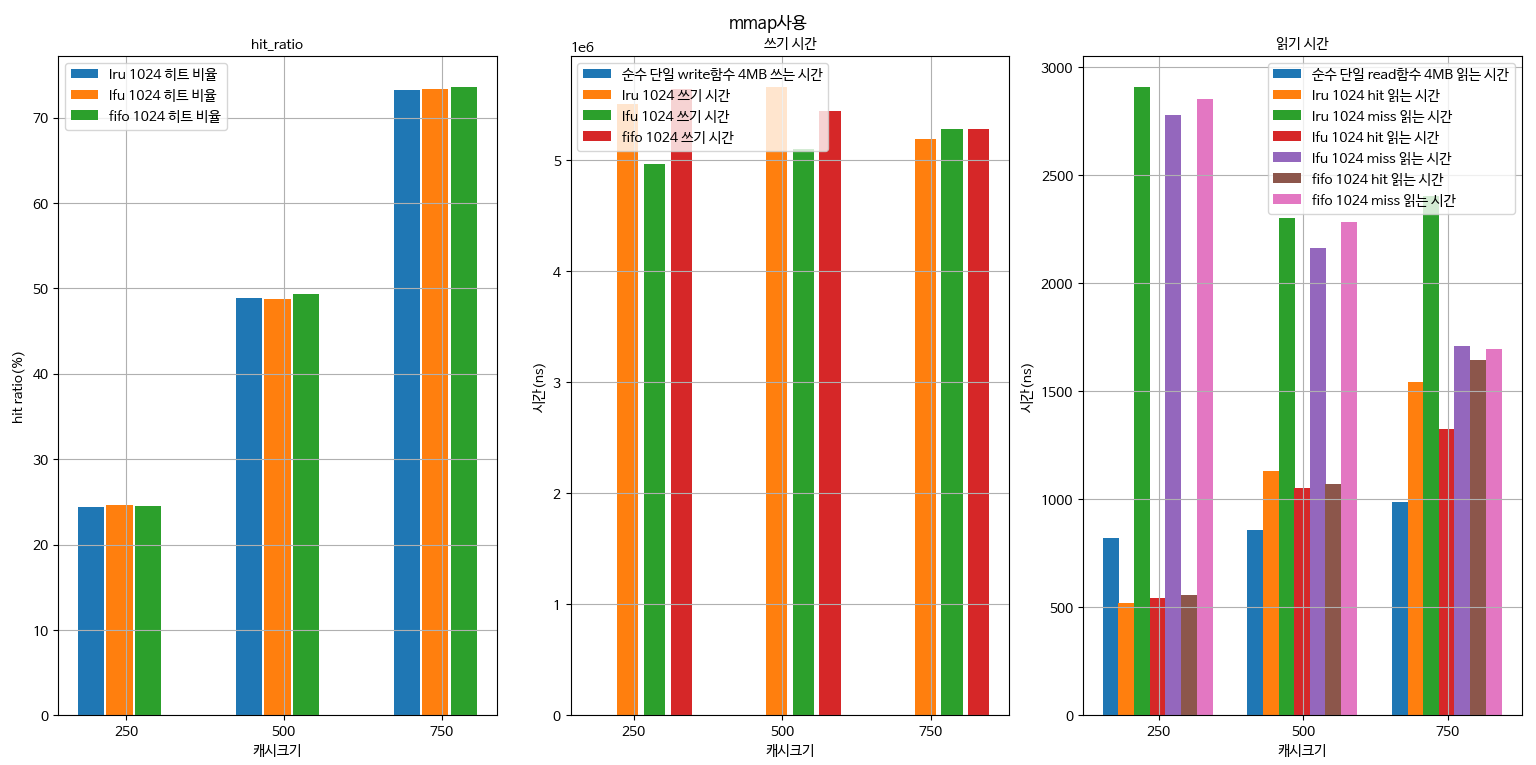 mmap사용
hit_ratio
lru 1024 히트 비율
lfu 1024 히트 비율
fifo 1024 히트 비율
hit ratio(%)
70
60
50
40
30
20
10
0
250
500
750
캐시크기
쓰기 시간
1e6
순수 단일 write함수 4MB 쓰는 시간
lru 1024 쓰기 시간
lfu 1024 쓰기 시간
fifo 1024 쓰기 시간
시간(ns)
5
4
3
2
1
0
250
500
750
캐시크기
읽기 시간
순수 단일 read함수 4MB 읽는 시간
lru 1024 hit 읽는 시간
lru 1024 miss 읽는 시간
lfu 1024 hit 읽는 시간
lfu 1024 miss 읽는 시간
fifo 1024 hit 읽는 시간
fifo 1024 miss 읽는 시간
시간(ns)
3000
2500
2000
1500
1000
500
0
250
500
750
캐시크기